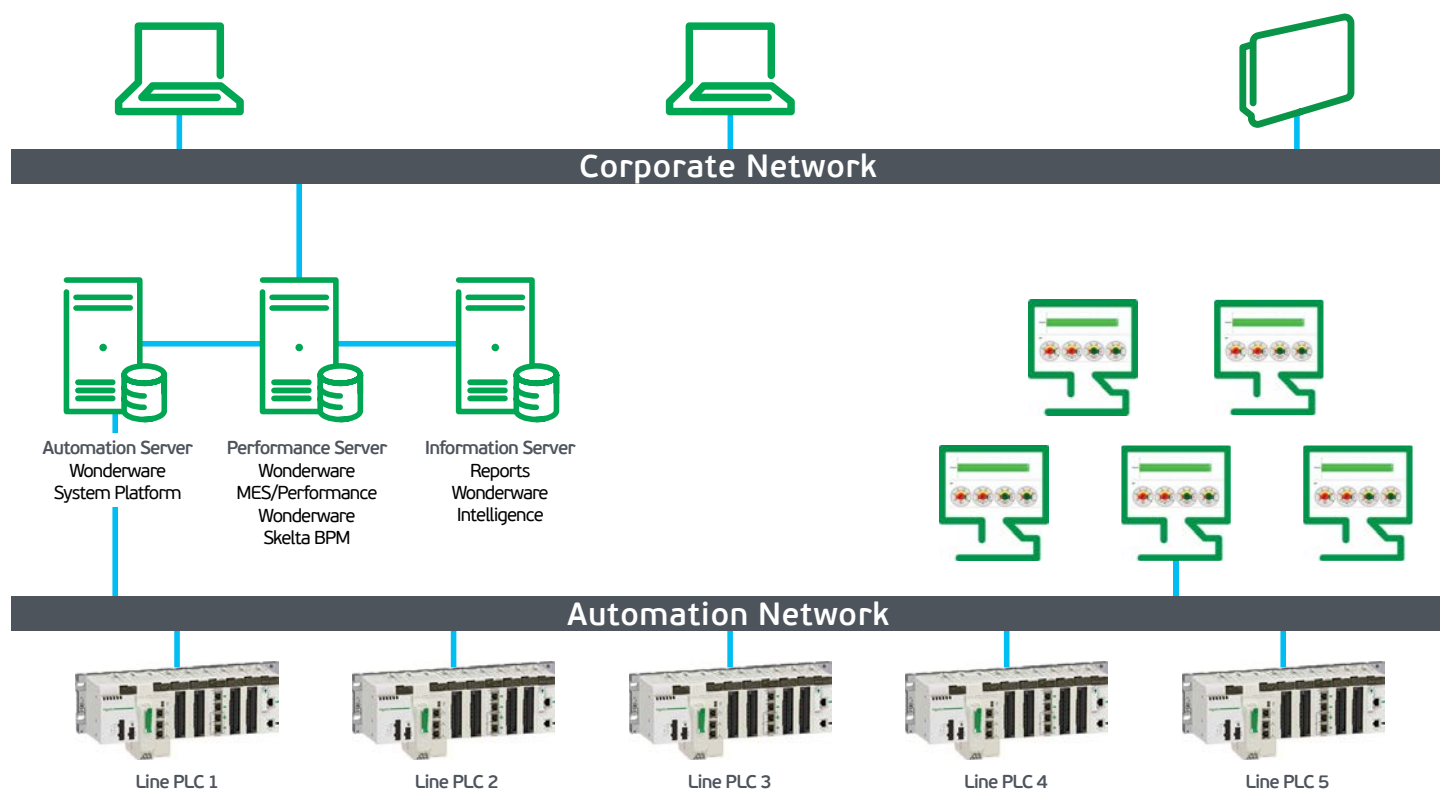 Corporate Network
Automation Server
Wonderware
System Platform
Performance Server
Wonderware
MES/Performance
Wonderware
Skelta BPM
Information Server
Reports
Wonderware
Intelligence
Automation Network
Line PLC 1
Line PLC 2
Line PLC 3
Line PLC 4
Line PLC 5